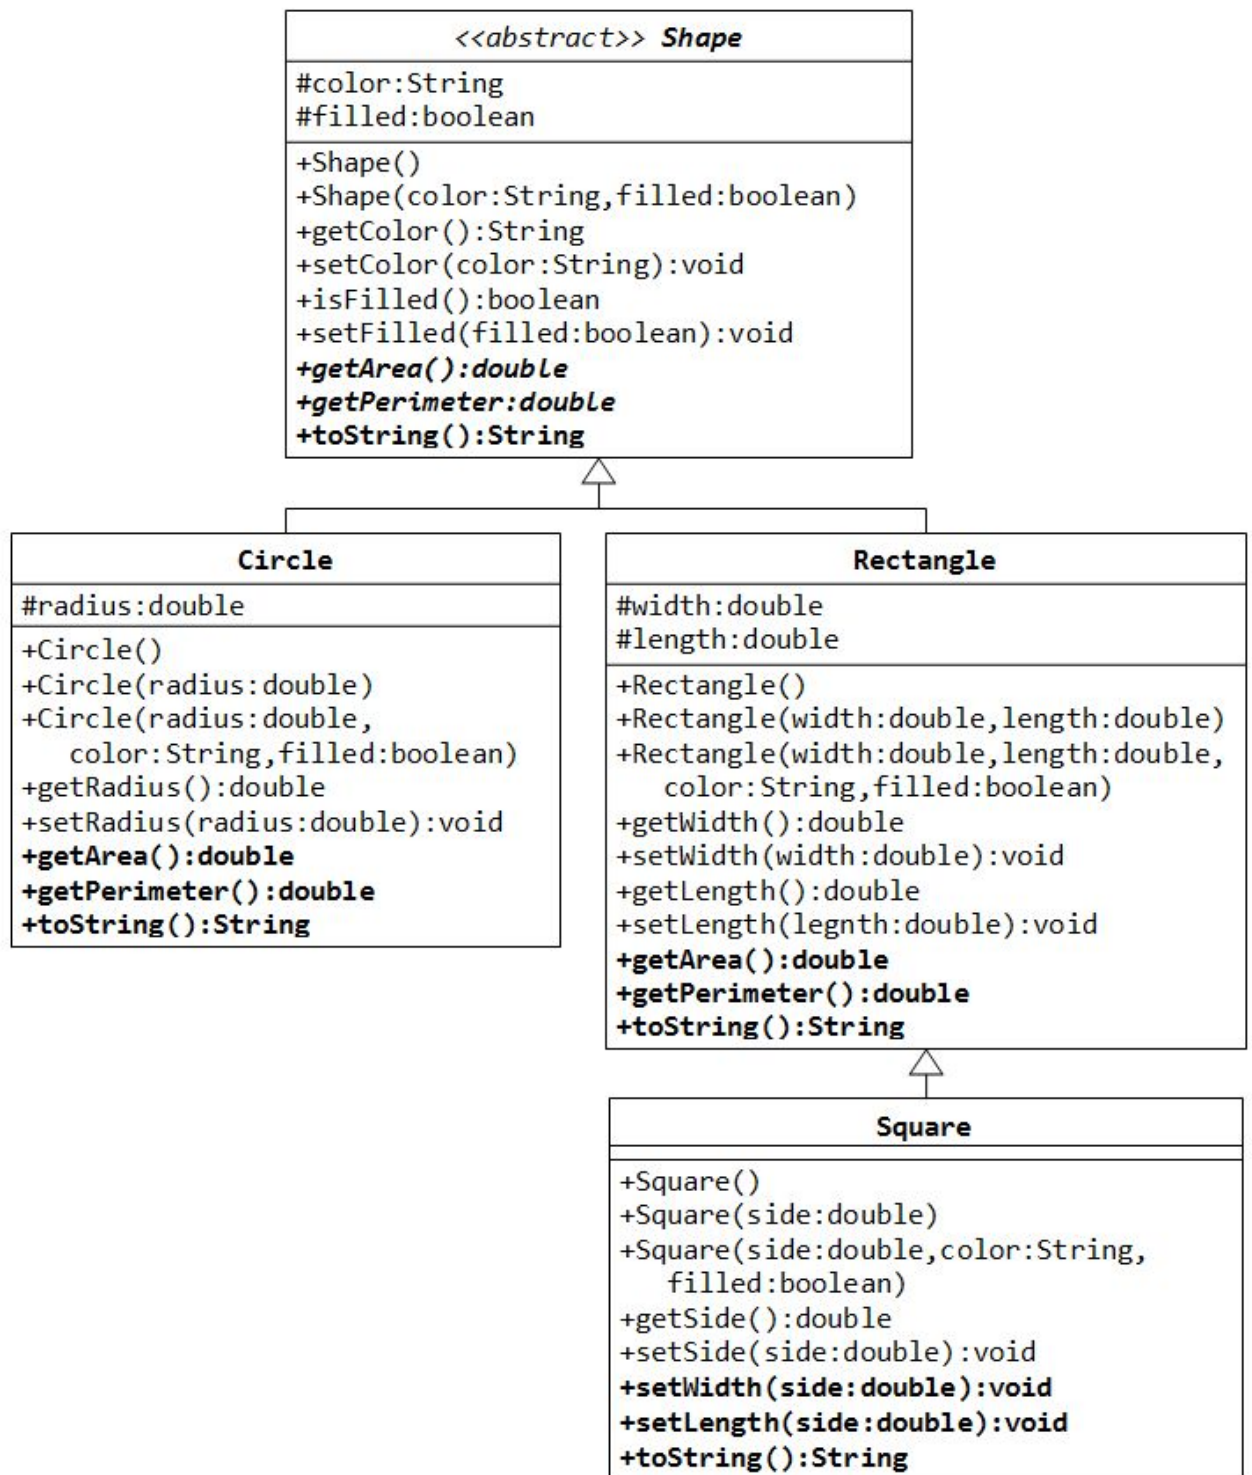 <<abstract>> Shape
#color:String
#filled:boolean
+Shape()
+Shape(color:String,filled:boolean)
+getColor():String
+setColor(color:String):void
+isFilled():boolean
+setFilled(filled:boolean):void
+getArea():double
+getPerimeter:double
+toString():String
Circle
#radius:double
+Circle()
+Circle(radius:double)
+Circle(radius:double,
color:String,filled:boolean)
+getRadius():double
+setRadius(radius:double):void
+getArea():double
+getPerimeter():double
+toString():String
Rectangle
#width:double
#length:double
+Rectangle()
+Rectangle(width:double,length:double)
+Rectangle(width:double,length:double,
color:String,filled:boolean)
+getWidth():double
+setWidth(width:double):void
+getLength():double
+setLength(legnth:double):void
+getArea():double
+getPerimeter():double
+toString():String
Square
+Square()
+Square(side:double)
+Square(side:double,color:String,
filled:boolean)
+getSide():double
+setSide(side:double):void
+setWidth(side:double):void
+setLength(side:double):void
+toString():String